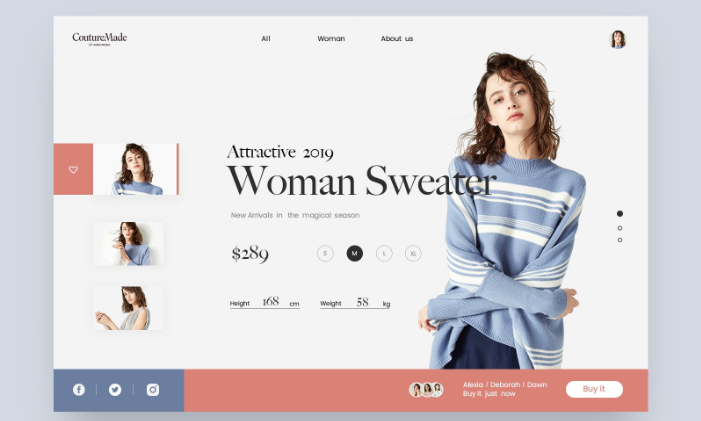 CoutureMade
All
Woman
About us
Attractive 2019
Woman Sweater
New Arrivals in the magical season
$289
S
M
L
XL
Height 168 cm
Weight 58 kg
Alexia / Deborah / Dawn
Buy it just now
Buy it